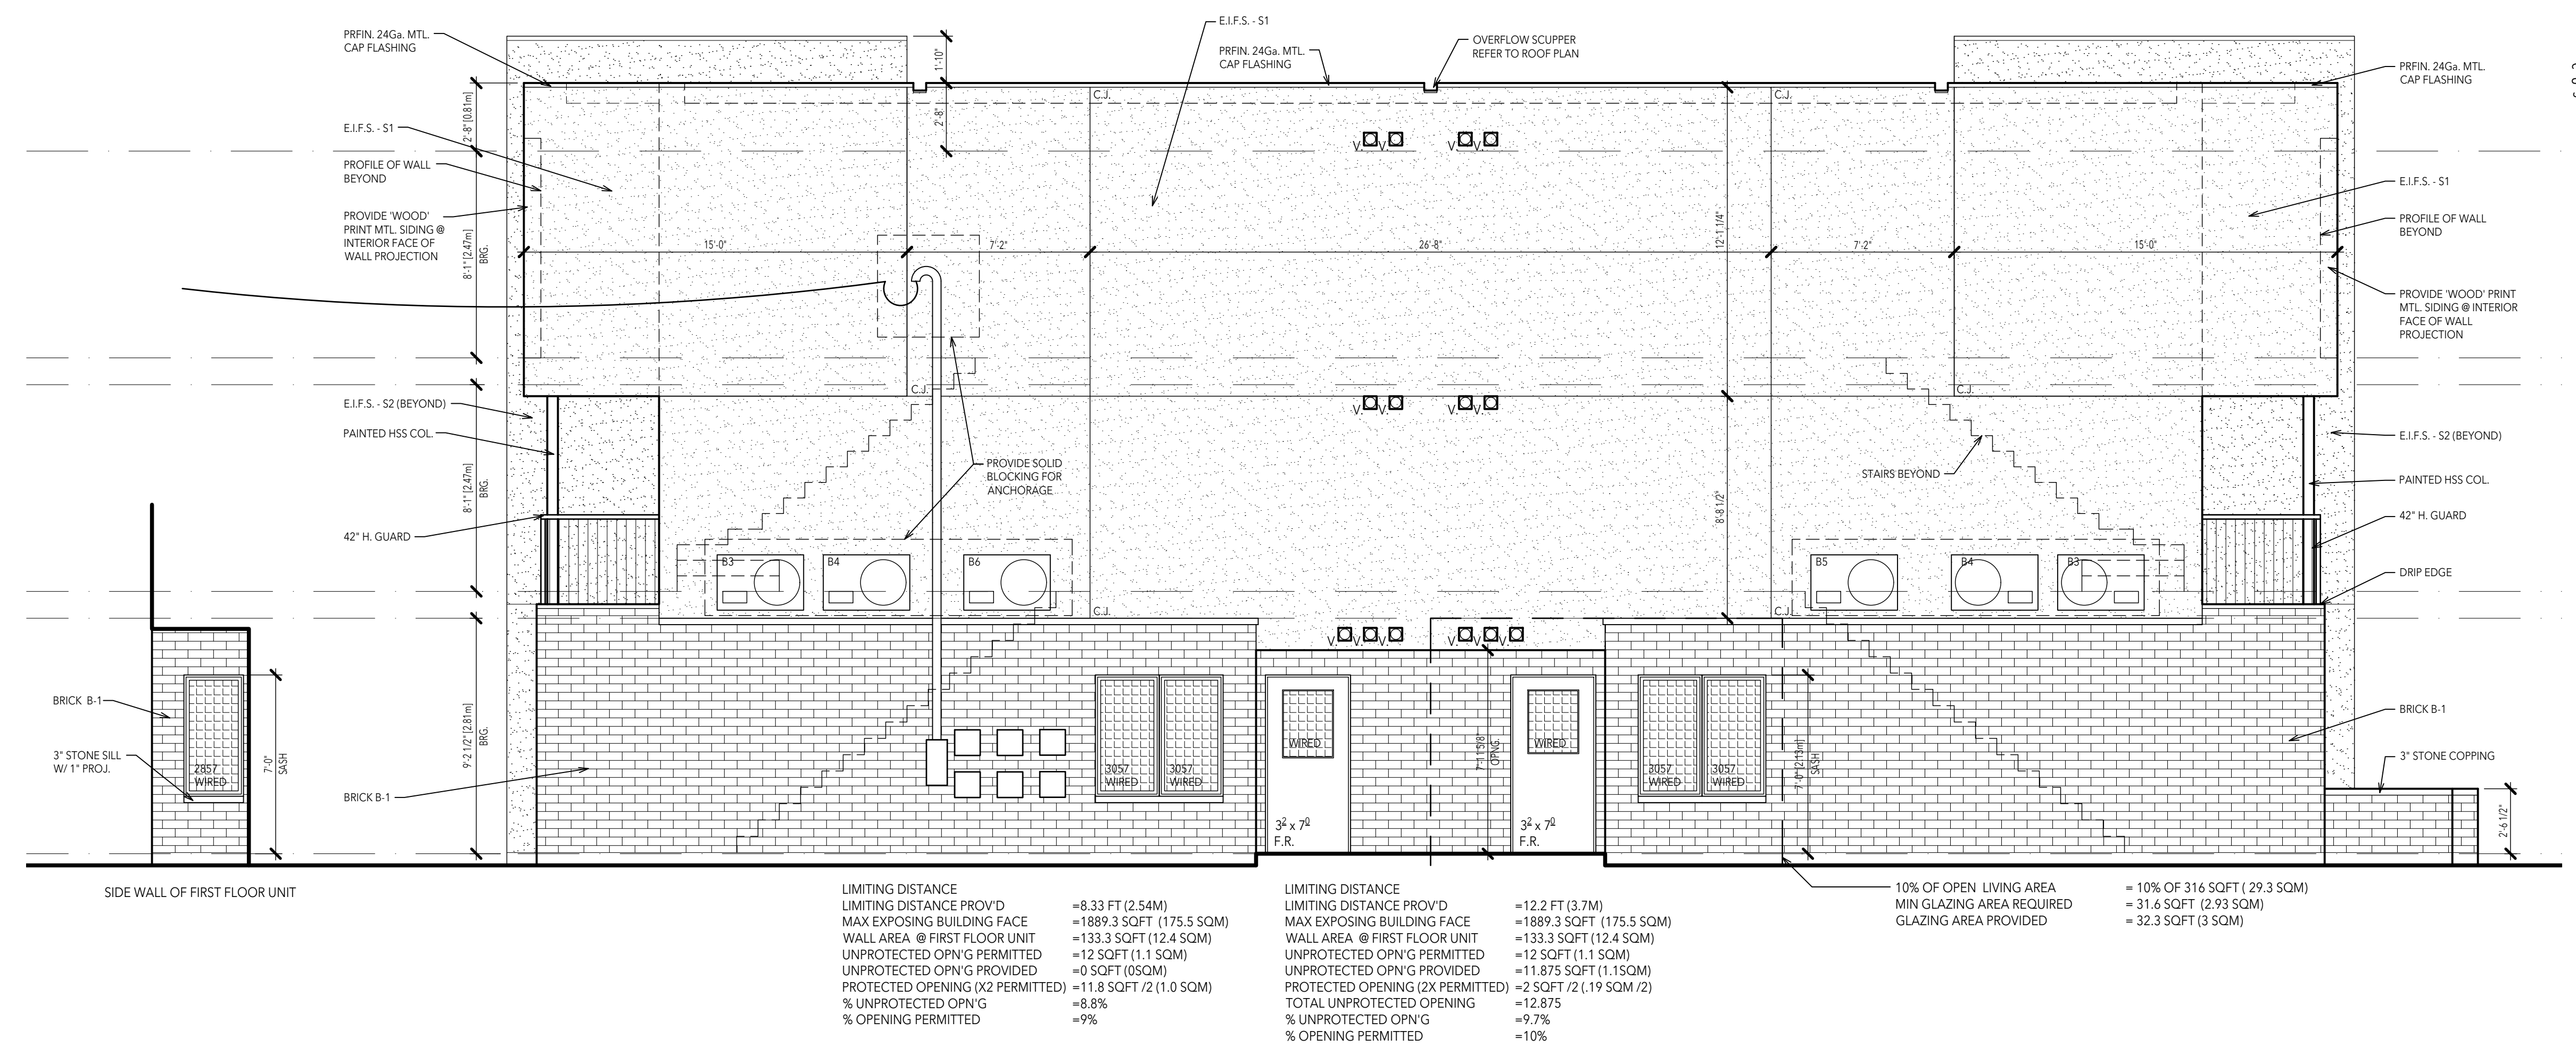 E.I.F.S. - S1
PRFIN. 24Ga. MTL.
CAP FLASHING
PRFIN. 24Ga. MTL.
CAP FLASHING
OVERFLOW SCUPPER
REFER TO ROOF PLAN
PRFIN. 24Ga. MTL.
CAP FLASHING
1'-10"
2'-8"
2'-8" [0.81m]
C.J.
C.J.
E.I.F.S. - S1
V.
V.
V.
V.
PROFILE OF WALL
BEYOND
E.I.F.S. - S1
PROVIDE 'WOOD'
PRINT MTL. SIDING @
INTERIOR FACE OF
WALL PROJECTION
8'-1" [2.47m]
BRG.
PROFILE OF WALL
BEYOND
15'-0"
7'-2"
26'-8"
12'-1 1/4"
7'-2"
15'-0"
PROVIDE 'WOOD' PRINT
MTL. SIDING @ INTERIOR
FACE OF WALL
PROJECTION
C.J.
C.J.
E.I.F.S. - S2 (BEYOND)
V.
V.
V.
V.
PAINTED HSS COL.
E.I.F.S. - S2 (BEYOND)
8'-1" [2.47m]
BRG.
PROVIDE SOLID
BLOCKING FOR
ANCHORAGE
STAIRS BEYOND
PAINTED HSS COL.
8'-8 1/2"
42" H. GUARD
42" H. GUARD
B3
B4
B6
B5
B4
B3
DRIP EDGE
C.J.
C.J.
V.
V.
V.
V.
V.
V.
BRICK B-1
BRICK B-1
9'-2 1/2" [2.81m]
BRG.
3" STONE SILL
W/ 1" PROJ.
2857
WIRED
7'-0"
SASH
BRICK B-1
3057
WIRED
3057
WIRED
WIRED
7'-11 5/8"
OPNG.
WIRED
3057
WIRED
3057
WIRED
7'-0" [2.13m]
SASH
3" STONE COPPING
2'-6 1/2"
3² x 7⁰
F.R.
3² x 7⁰
F.R.
SIDE WALL OF FIRST FLOOR UNIT
LIMITING DISTANCE
LIMITING DISTANCE PROV'D =8.33 FT (2.54M)
MAX EXPOSING BUILDING FACE =1889.3 SQFT (175.5 SQM)
WALL AREA @ FIRST FLOOR UNIT =133.3 SQFT (12.4 SQM)
UNPROTECTED OPN'G PERMITTED =12 SQFT (1.1 SQM)
UNPROTECTED OPN'G PROVIDED =0 SQFT (0SQM)
PROTECTED OPENING (X2 PERMITTED) =11.8 SQFT /2 (1.0 SQM)
% UNPROTECTED OPN'G =8.8%
% OPENING PERMITTED =9%
LIMITING DISTANCE
LIMITING DISTANCE PROV'D =12.2 FT (3.7M)
MAX EXPOSING BUILDING FACE =1889.3 SQFT (175.5 SQM)
WALL AREA @ FIRST FLOOR UNIT =133.3 SQFT (12.4 SQM)
UNPROTECTED OPN'G PERMITTED =12 SQFT (1.1 SQM)
UNPROTECTED OPN'G PROVIDED =11.875 SQFT (1.1SQM)
PROTECTED OPENING (2X PERMITTED) =2 SQFT /2 (.19 SQM /2)
TOTAL UNPROTECTED OPENING =12.875
% UNPROTECTED OPN'G =9.7%
% OPENING PERMITTED =10%
10% OF OPEN LIVING AREA = 10% OF 316 SQFT ( 29.3 SQM)
MIN GLAZING AREA REQUIRED = 31.6 SQFT (2.93 SQM)
GLAZING AREA PROVIDED = 32.3 SQFT (3 SQM)